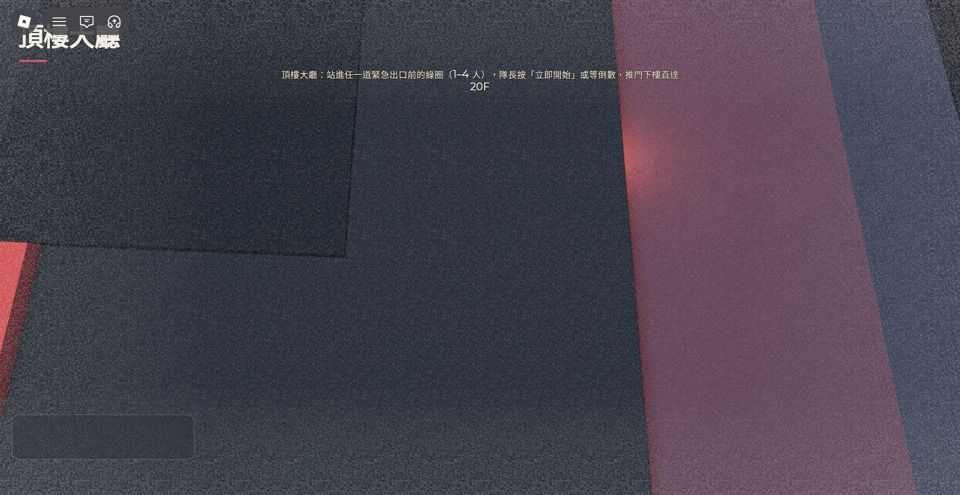 頂樓大廳
頂樓大廳：站進任一道緊急出口前的綠圈（1–4 人），隊長按「立即開始」或等倒數，推門下樓直達
20F